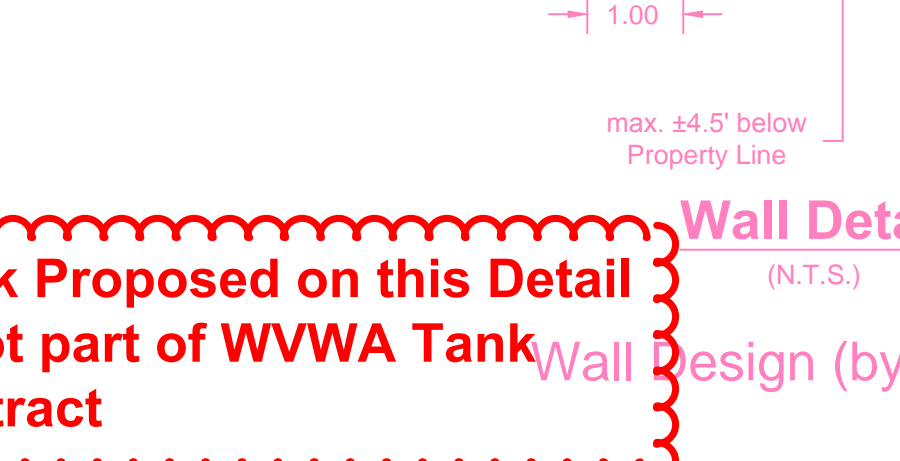 1.00
max. ±4.5' below
Property Line
Wall Deta
(N.T.S.)
k Proposed on this Detail
ot part of WVWA Tank
tract
Wall Design (by